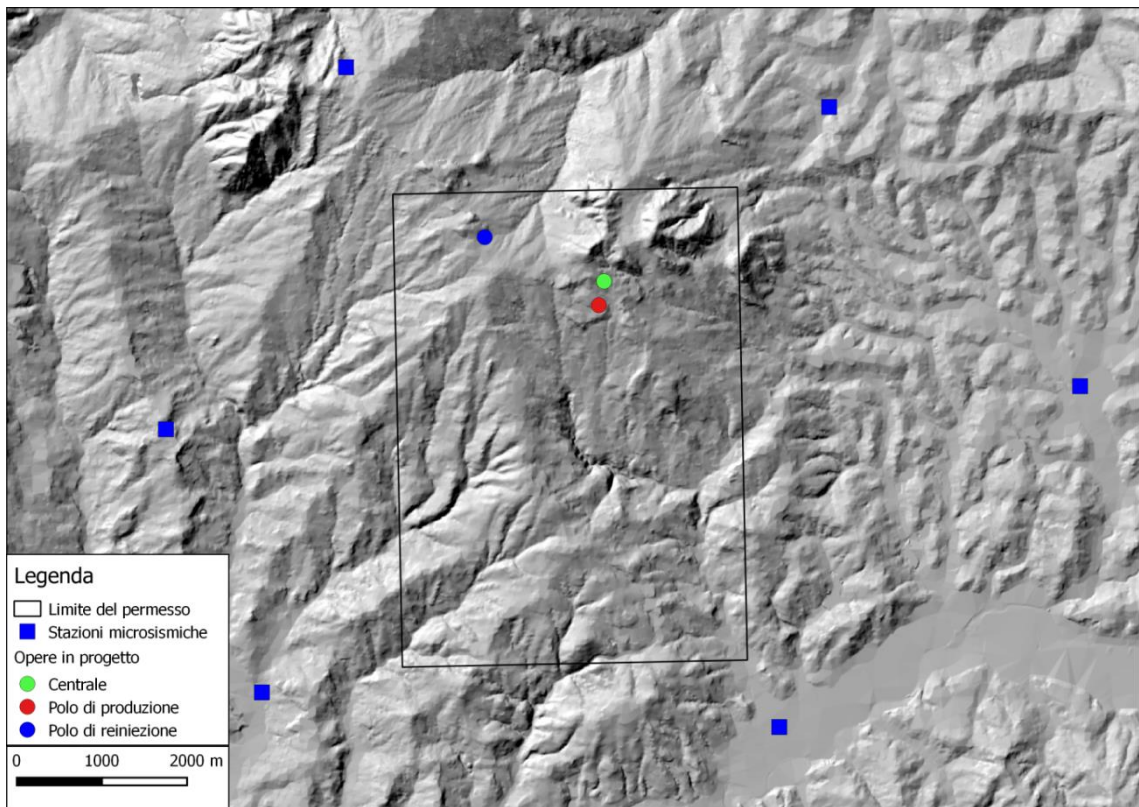 Legenda
Limite del permesso
Stazioni microsismiche
Opere in progetto
Centrale
Polo di produzione
Polo di reiniezione
0 1000 2000 m